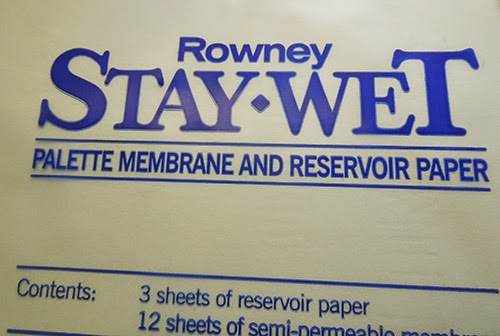 Rowney
STAY·WET
PALETTE MEMBRANE AND RESERVOIR PAPER
Contents: 3 sheets of reservoir paper
12 sheets of semi-permeable membrane